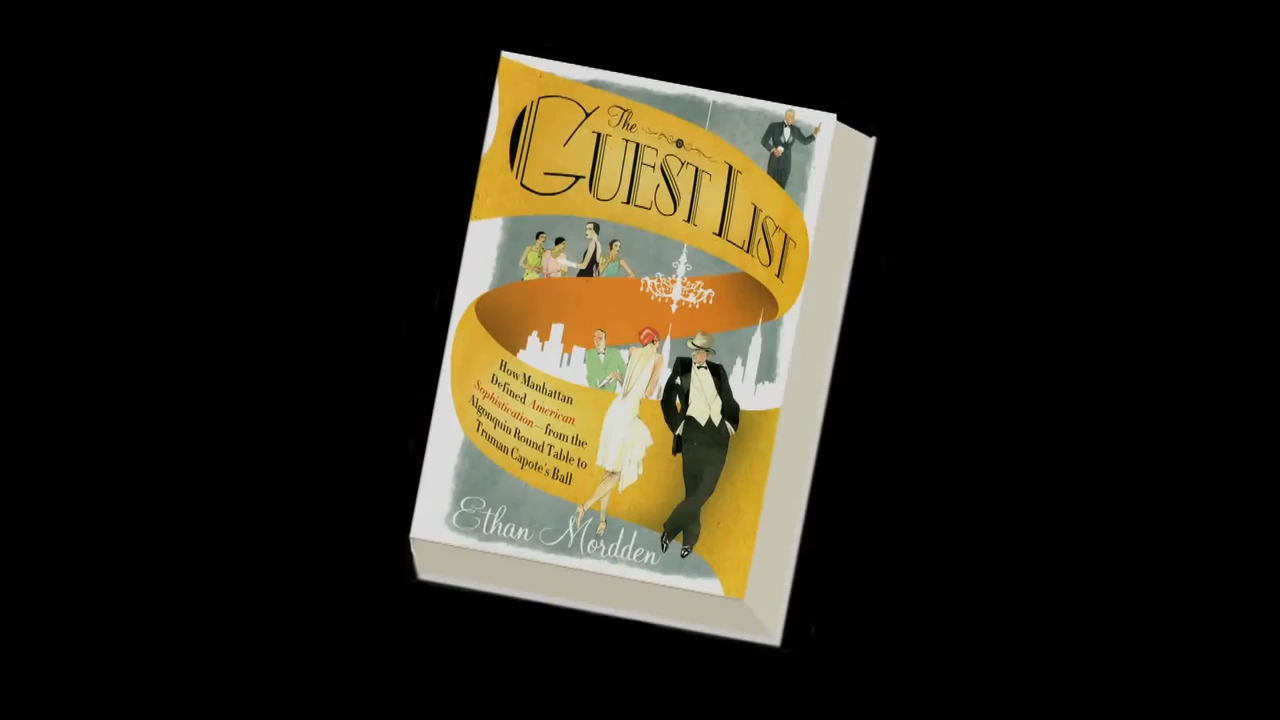 The
GUEST LIST
How Manhattan
Defined American
Sophistication—from the
Algonquin Round Table to
Truman Capote's Ball
Ethan Mordden